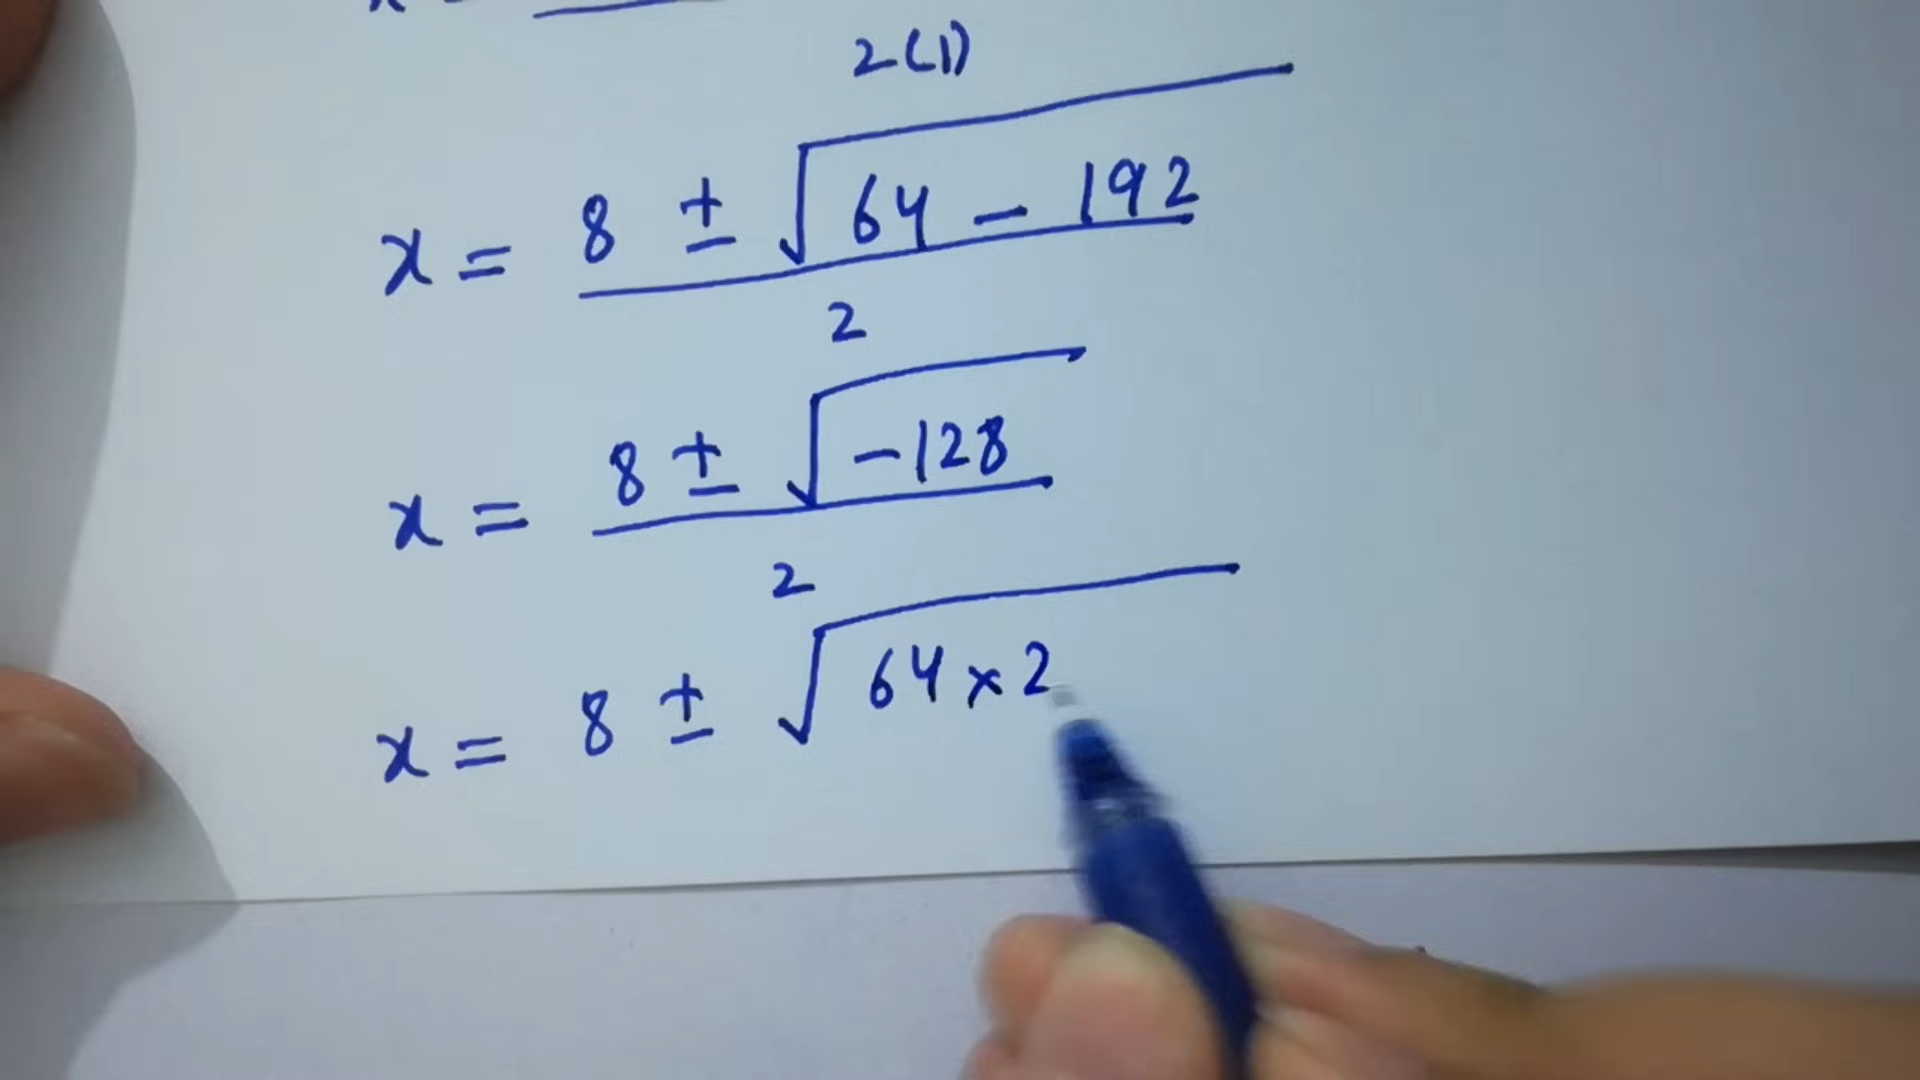 x =
2(1)
x = 8 ± √64 - 192
2
x = 8 ± √-128
2
x = 8 ± √64 × 2